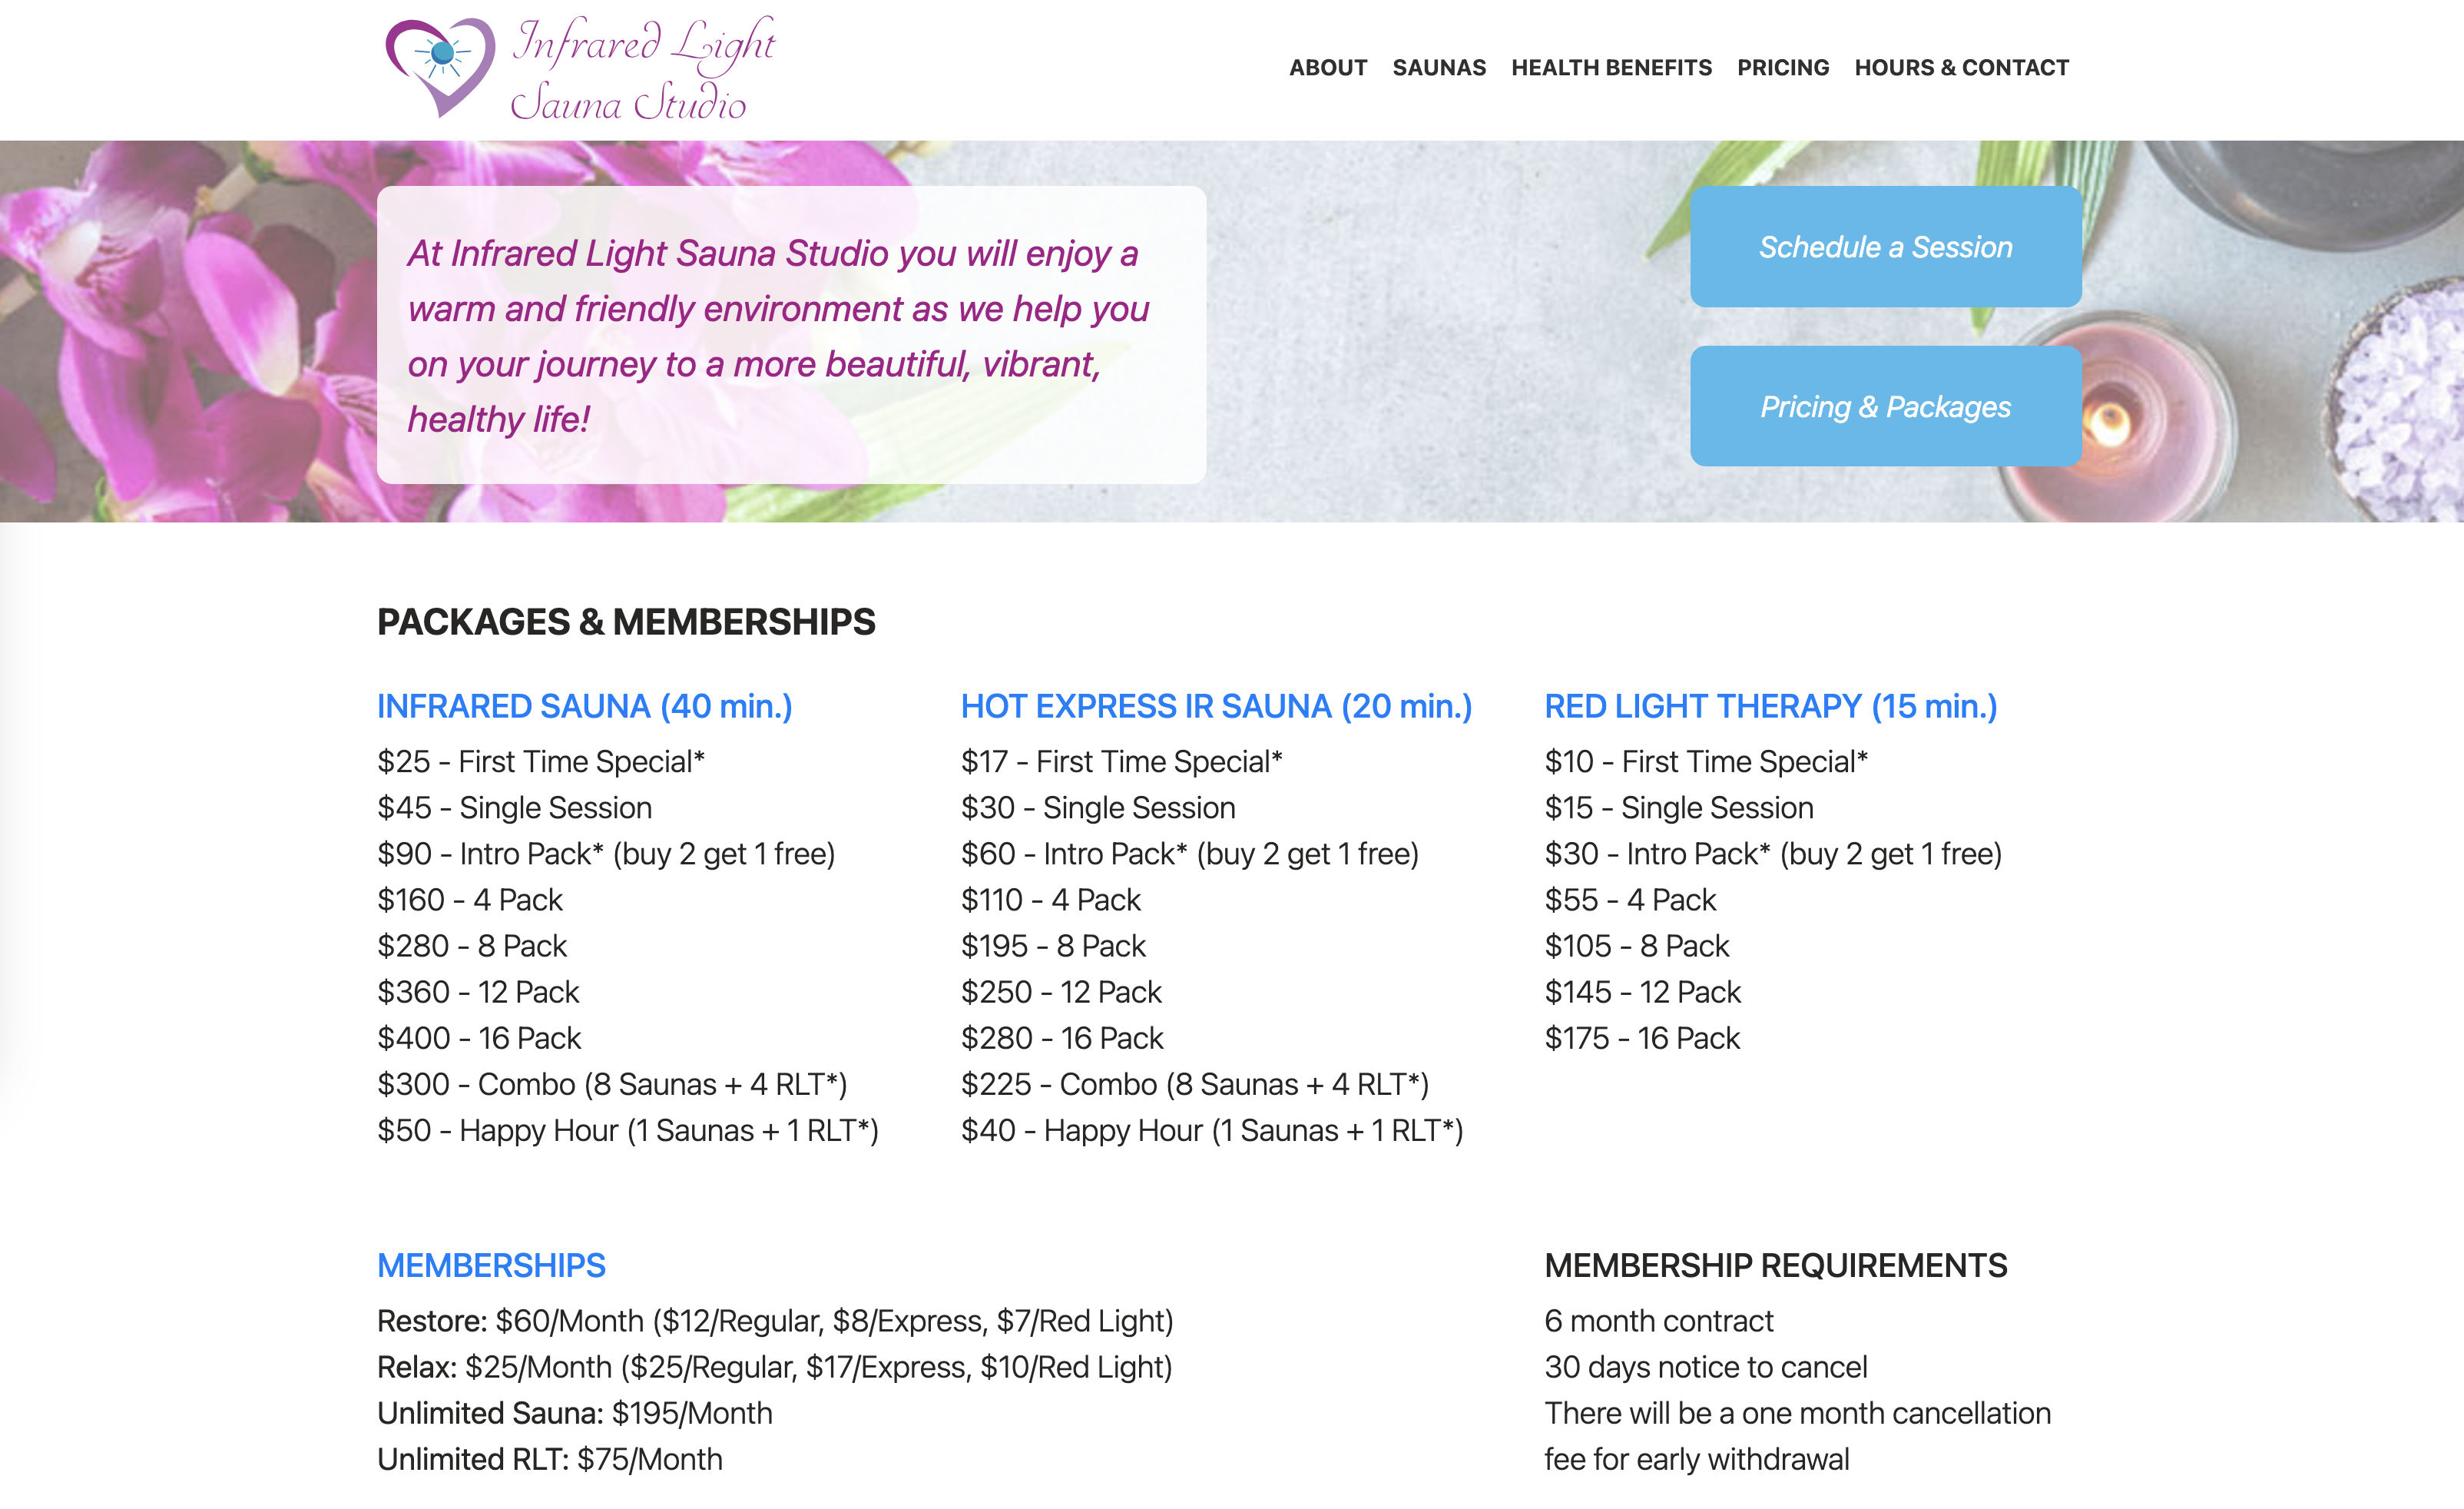 Infrared Light
Sauna Studio
ABOUT SAUNAS HEALTH BENEFITS PRICING HOURS & CONTACT
At Infrared Light Sauna Studio you will enjoy a
warm and friendly environment as we help you
on your journey to a more beautiful, vibrant,
healthy life!
Schedule a Session
Pricing & Packages
PACKAGES & MEMBERSHIPS
INFRARED SAUNA (40 min.)
$25 - First Time Special*
$45 - Single Session
$90 - Intro Pack* (buy 2 get 1 free)
$160 - 4 Pack
$280 - 8 Pack
$360 - 12 Pack
$400 - 16 Pack
$300 - Combo (8 Saunas + 4 RLT*)
$50 - Happy Hour (1 Saunas + 1 RLT*)
HOT EXPRESS IR SAUNA (20 min.)
$17 - First Time Special*
$30 - Single Session
$60 - Intro Pack* (buy 2 get 1 free)
$110 - 4 Pack
$195 - 8 Pack
$250 - 12 Pack
$280 - 16 Pack
$225 - Combo (8 Saunas + 4 RLT*)
$40 - Happy Hour (1 Saunas + 1 RLT*)
RED LIGHT THERAPY (15 min.)
$10 - First Time Special*
$15 - Single Session
$30 - Intro Pack* (buy 2 get 1 free)
$55 - 4 Pack
$105 - 8 Pack
$145 - 12 Pack
$175 - 16 Pack
MEMBERSHIPS
Restore: $60/Month ($12/Regular, $8/Express, $7/Red Light)
Relax: $25/Month ($25/Regular, $17/Express, $10/Red Light)
Unlimited Sauna: $195/Month
Unlimited RLT: $75/Month
MEMBERSHIP REQUIREMENTS
6 month contract
30 days notice to cancel
There will be a one month cancellation
fee for early withdrawal